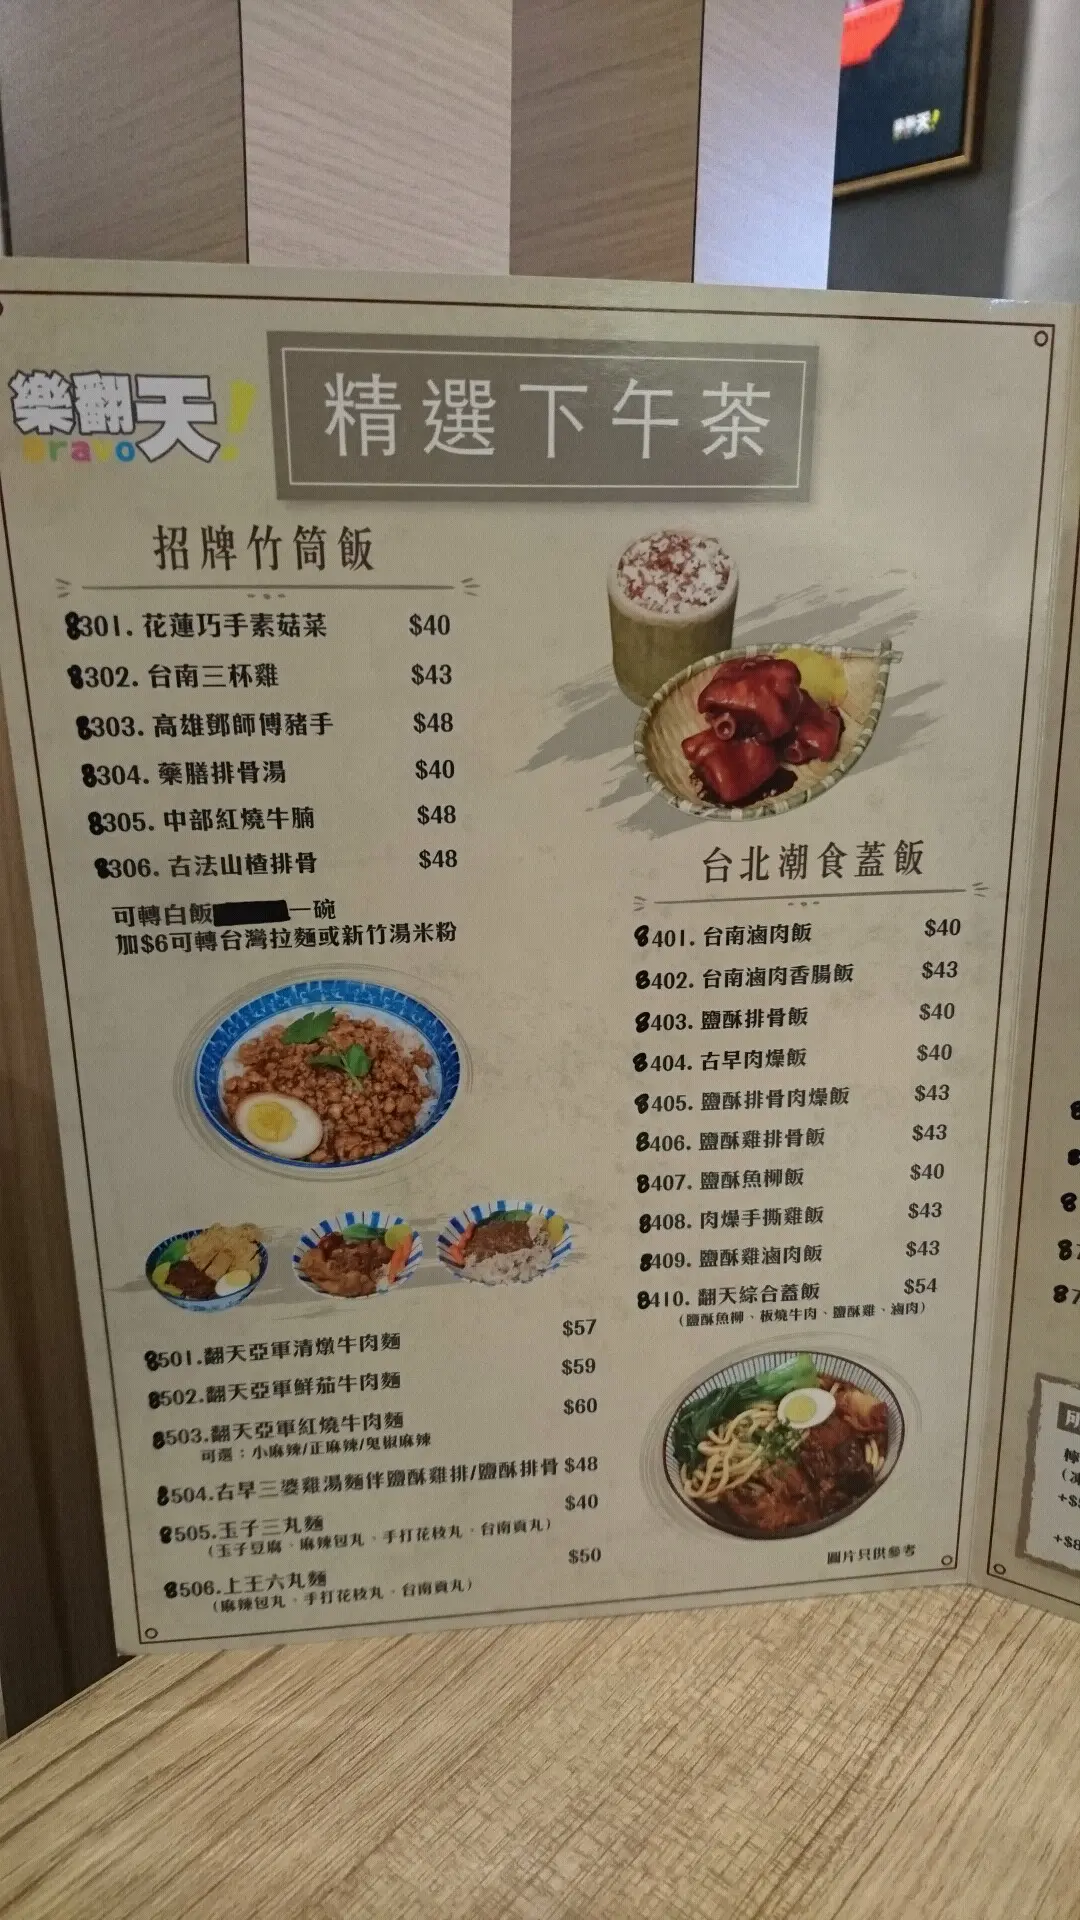 樂翻天!
樂翻天!
Bravo
精選下午茶
招牌竹筒飯
8301. 花蓮巧手素菇菜 $40
8302. 台南三杯雞 $43
8303. 高雄鄧師傅豬手 $48
8304. 藥膳排骨湯 $40
8305. 中部紅燒牛腩 $48
8306. 古法山楂排骨 $48
可轉白飯一碗
加$6可轉台灣拉麵或新竹湯米粉
台北潮食蓋飯
8401. 台南滷肉飯 $40
8402. 台南滷肉香腸飯 $43
8403. 鹽酥排骨飯 $40
8404. 古早肉燥飯 $40
8405. 鹽酥排骨肉燥飯 $43
8406. 鹽酥雞排骨飯 $43
8407. 鹽酥魚柳飯 $40
8408. 肉燥手撕雞飯 $43
8409. 鹽酥雞滷肉飯 $43
8410. 翻天綜合蓋飯 $54
(鹽酥魚柳、板燒牛肉、鹽酥雞、滷肉)
8501.翻天亞軍清燉牛肉麵 $57
8502.翻天亞軍鮮茄牛肉麵 $59
8503.翻天亞軍紅燒牛肉麵 $60
可選：小麻辣/正麻辣/鬼椒麻辣
8504.古早三婆雞湯麵伴鹽酥雞排/鹽酥排骨 $48
8505.玉子三丸麵 $40
(玉子豆腐、麻辣包丸、手打花枝丸、台南貢丸)
8506.上王六丸麵 $50
(麻辣包丸、手打花枝丸、台南貢丸)
圖片只供參考
+$8